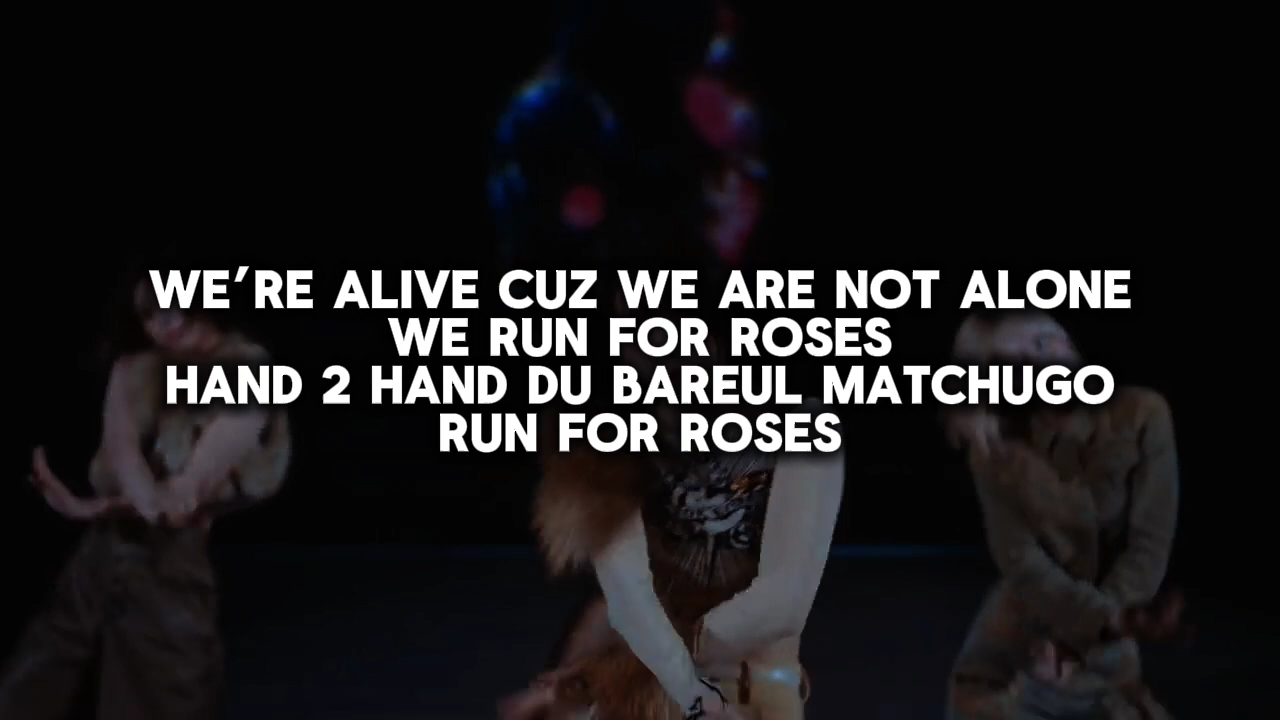 WE'RE ALIVE CUZ WE ARE NOT ALONE
WE RUN FOR ROSES
HAND 2 HAND DU BAREUL MATCHUGO
RUN FOR ROSES